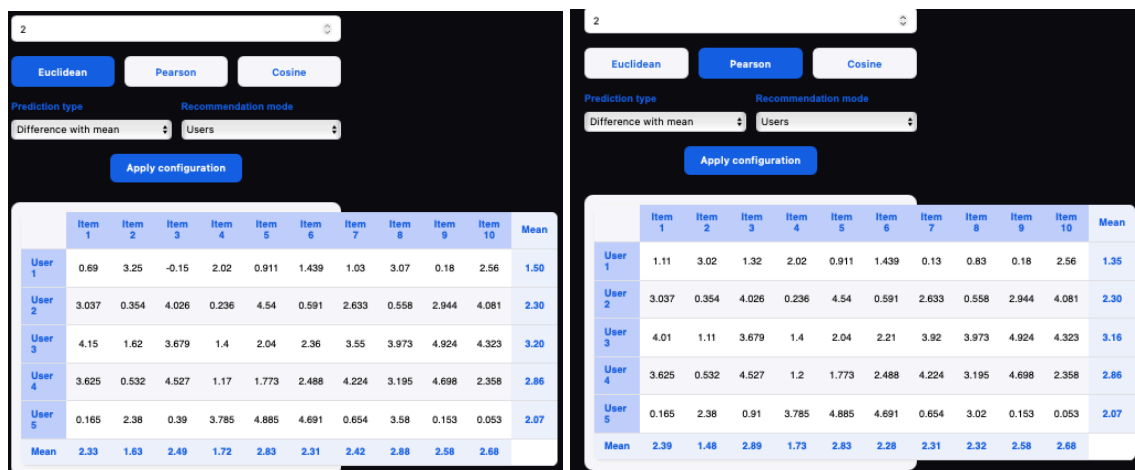 2
Euclidean Pearson Cosine
Prediction type Recommendation mode
Difference with mean Users
Apply configuration
Item 1 Item 2 Item 3 Item 4 Item 5 Item 6 Item 7 Item 8 Item 9 Item 10 Mean
User 1 0.69 3.25 -0.15 2.02 0.911 1.439 1.03 3.07 0.18 2.56 1.50
User 2 3.037 0.354 4.026 0.236 4.54 0.591 2.633 0.558 2.944 4.081 2.30
User 3 4.15 1.62 3.679 1.4 2.04 2.36 3.55 3.973 4.924 4.323 3.20
User 4 3.625 0.532 4.527 1.17 1.773 2.488 4.224 3.195 4.698 2.358 2.86
User 5 0.165 2.38 0.39 3.785 4.885 4.691 0.654 3.58 0.153 0.053 2.07
Mean 2.33 1.63 2.49 1.72 2.83 2.31 2.42 2.88 2.58 2.68
2
Euclidean Pearson Cosine
Prediction type Recommendation mode
Difference with mean Users
Apply configuration
Item 1 Item 2 Item 3 Item 4 Item 5 Item 6 Item 7 Item 8 Item 9 Item 10 Mean
User 1 1.11 3.02 1.32 2.02 0.911 1.439 0.13 0.83 0.18 2.56 1.35
User 2 3.037 0.354 4.026 0.236 4.54 0.591 2.633 0.558 2.944 4.081 2.30
User 3 4.01 1.11 3.679 1.4 2.04 2.21 3.92 3.973 4.924 4.323 3.16
User 4 3.625 0.532 4.527 1.2 1.773 2.488 4.224 3.195 4.698 2.358 2.86
User 5 0.165 2.38 0.91 3.785 4.885 4.691 0.654 3.02 0.153 0.053 2.07
Mean 2.39 1.48 2.89 1.73 2.83 2.28 2.31 2.32 2.58 2.68